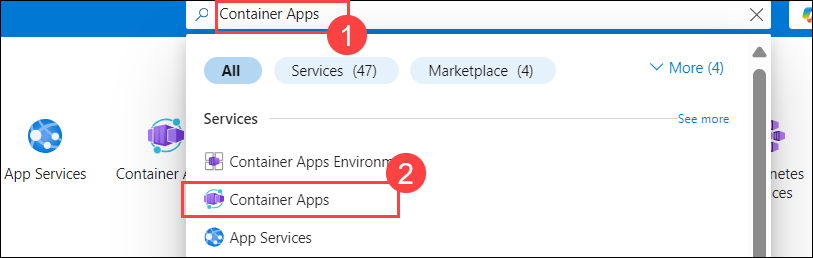 Container Apps
1
All
Services (47)
Marketplace (4)
More (4)
Services
See more
Container Apps Environm
2
Container Apps
App Services
App Services
Container A
netes
ces